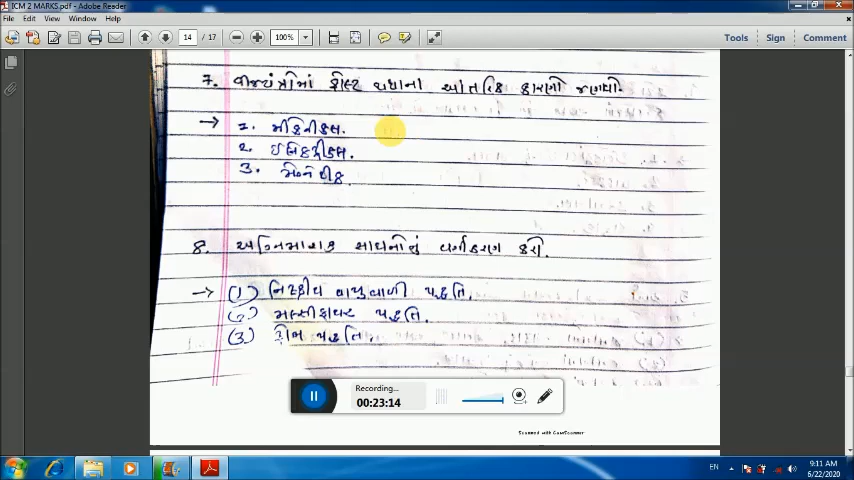 ICM 2 MARKS.pdf - Adobe Reader
File Edit View Window Help
14 / 17 100% Tools Sign Comment
7. વીજયંત્રોમાં ફોલ્ટ થવાના આંતરિક કારણો જણાવો.
→ 1. મીકેનીકલ.
2. ઈલેક્ટ્રીકલ.
3. મેગ્નેટીક.
8. અગ્નિશામક સાધનોનું વર્ગીકરણ કરો.
→ (1) નિષ્ક્રીય વાયુવાળી પદ્ધતિ.
(2) મલ્સીફાયર પદ્ધતિ.
(3) ફોમ પદ્ધતિ.
Recording...
00:23:14
Scanned with CamScanner
EN 9:11 AM
6/22/2020